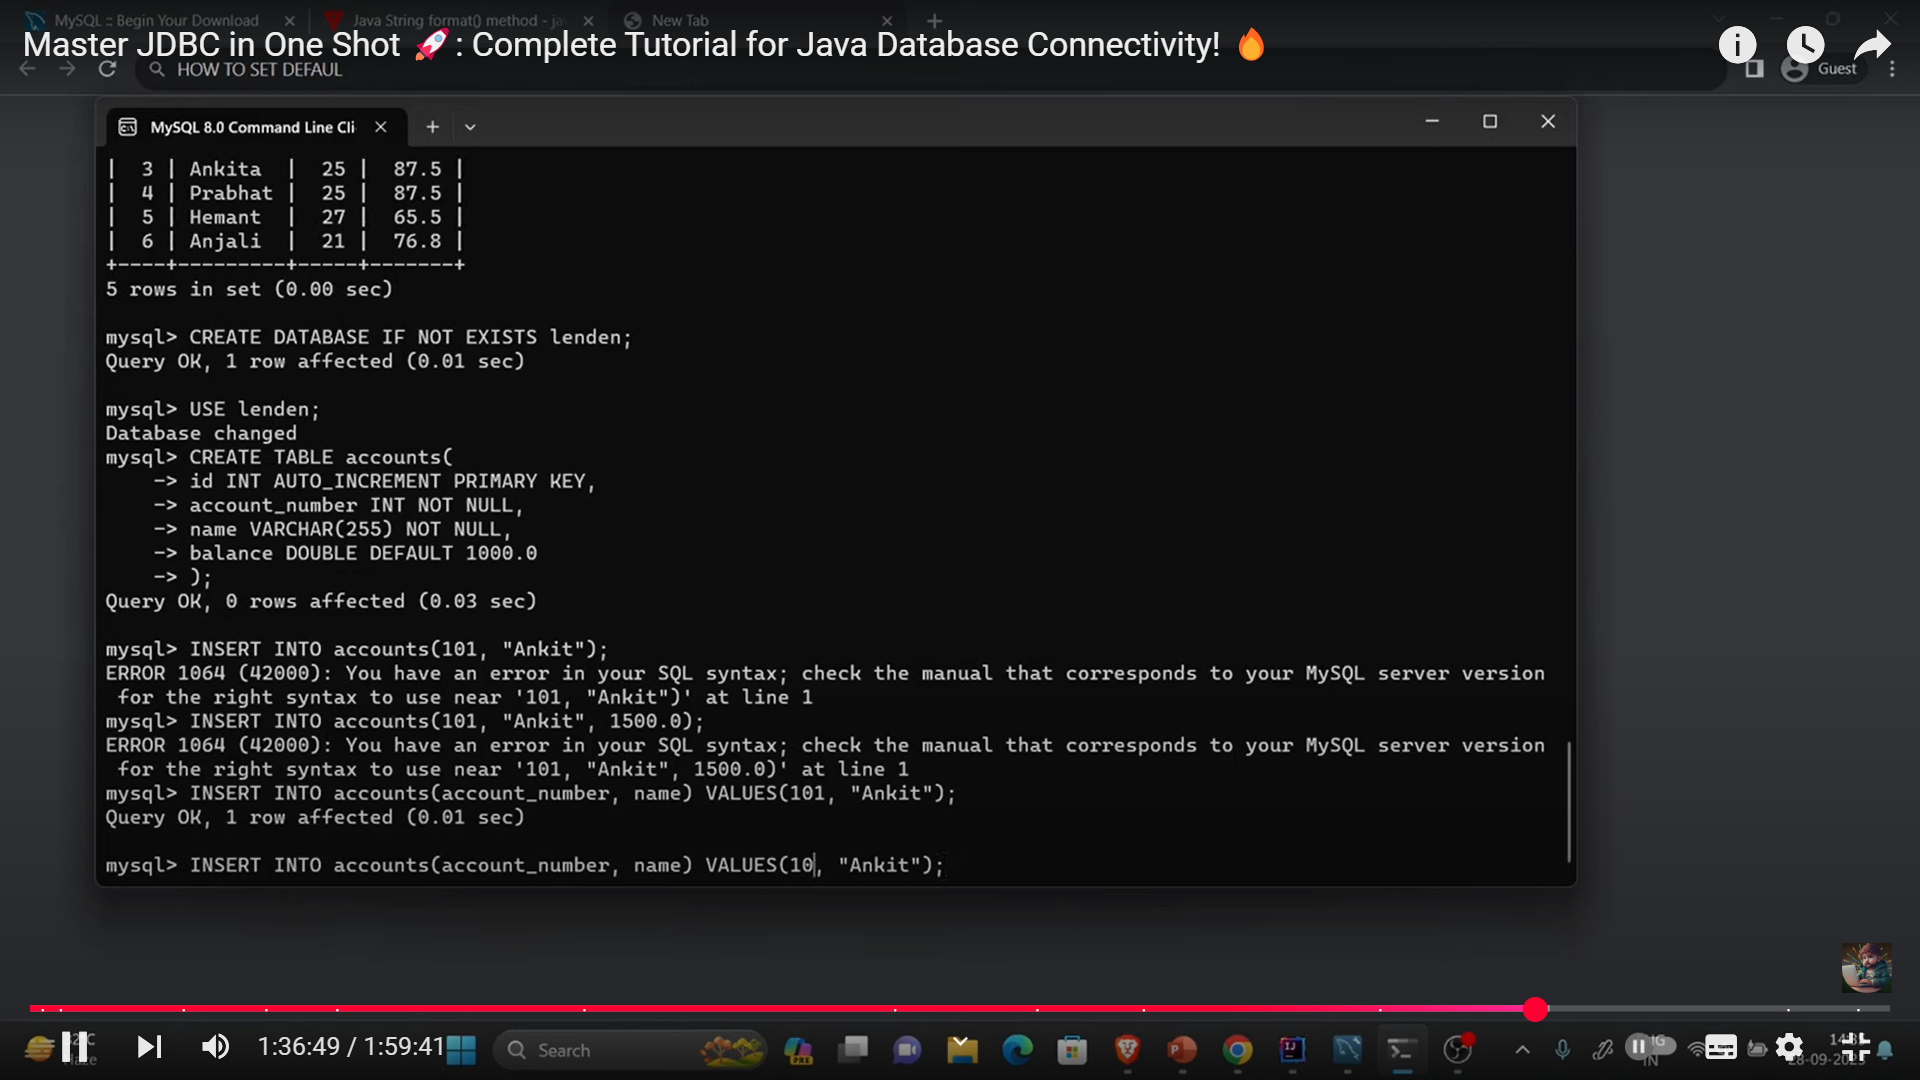 MySQL :: Begin Your Download
Java String format() method - ja
New Tab
Master JDBC in One Shot 🚀 : Complete Tutorial for Java Database Connectivity! 🔥
HOW TO SET DEFAUL
Guest
MySQL 8.0 Command Line Cli
| 3 | Ankita | 25 | 87.5 |
| 4 | Prabhat | 25 | 87.5 |
| 5 | Hemant | 27 | 65.5 |
| 6 | Anjali | 21 | 76.8 |
+----+---------+-----+-------+
5 rows in set (0.00 sec)
mysql> CREATE DATABASE IF NOT EXISTS lenden;
Query OK, 1 row affected (0.01 sec)
mysql> USE lenden;
Database changed
mysql> CREATE TABLE accounts(
-> id INT AUTO_INCREMENT PRIMARY KEY,
-> account_number INT NOT NULL,
-> name VARCHAR(255) NOT NULL,
-> balance DOUBLE DEFAULT 1000.0
-> );
Query OK, 0 rows affected (0.03 sec)
mysql> INSERT INTO accounts(101, "Ankit");
ERROR 1064 (42000): You have an error in your SQL syntax; check the manual that corresponds to your MySQL server version
for the right syntax to use near '101, "Ankit")' at line 1
mysql> INSERT INTO accounts(101, "Ankit", 1500.0);
ERROR 1064 (42000): You have an error in your SQL syntax; check the manual that corresponds to your MySQL server version
for the right syntax to use near '101, "Ankit", 1500.0)' at line 1
mysql> INSERT INTO accounts(account_number, name) VALUES(101, "Ankit");
Query OK, 1 row affected (0.01 sec)
mysql> INSERT INTO accounts(account_number, name) VALUES(10, "Ankit");
1:36:49 / 1:59:41
Search
PRE
IN